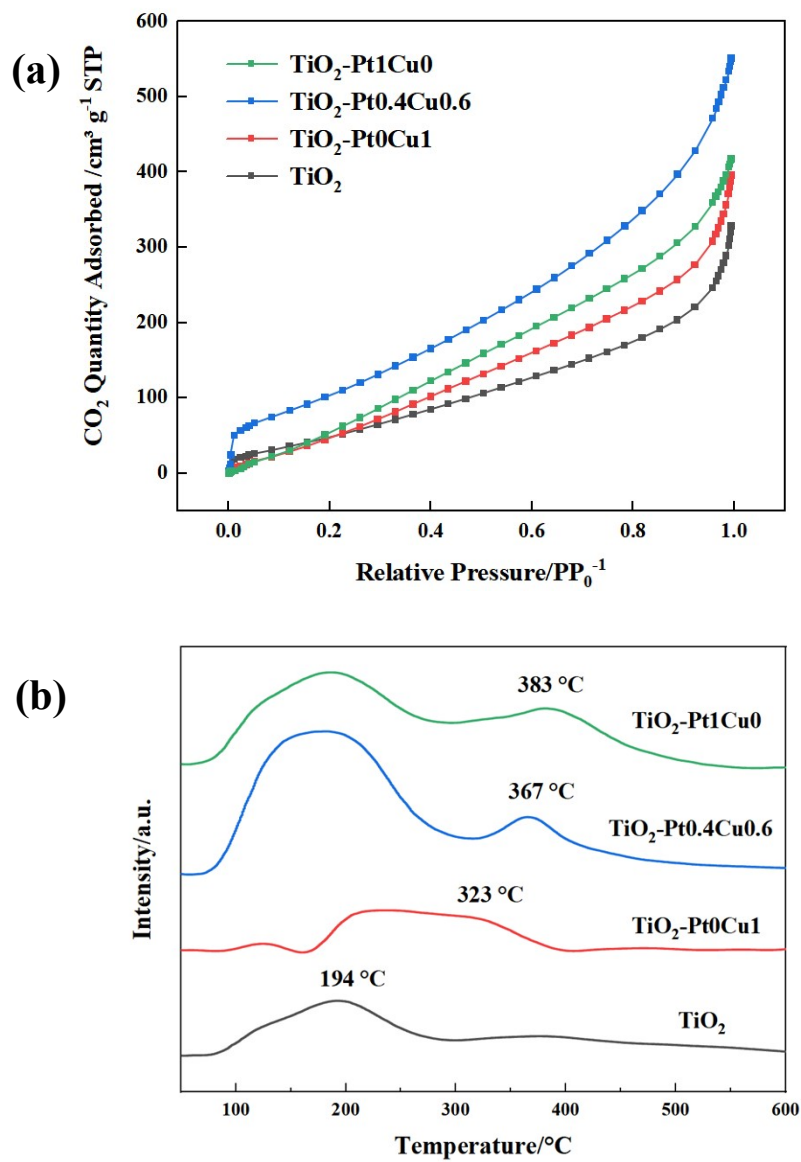 (a)
CO₂ Quantity Adsorbed /cm³ g⁻¹ STP
600
500
400
300
200
100
0
TiO₂-Pt1Cu0
TiO₂-Pt0.4Cu0.6
TiO₂-Pt0Cu1
TiO₂
0.0 0.2 0.4 0.6 0.8 1.0
Relative Pressure/PP₀⁻¹
(b)
Intensity/a.u.
383 °C
TiO₂-Pt1Cu0
367 °C
TiO₂-Pt0.4Cu0.6
323 °C
TiO₂-Pt0Cu1
194 °C
TiO₂
100 200 300 400 500 600
Temperature/°C